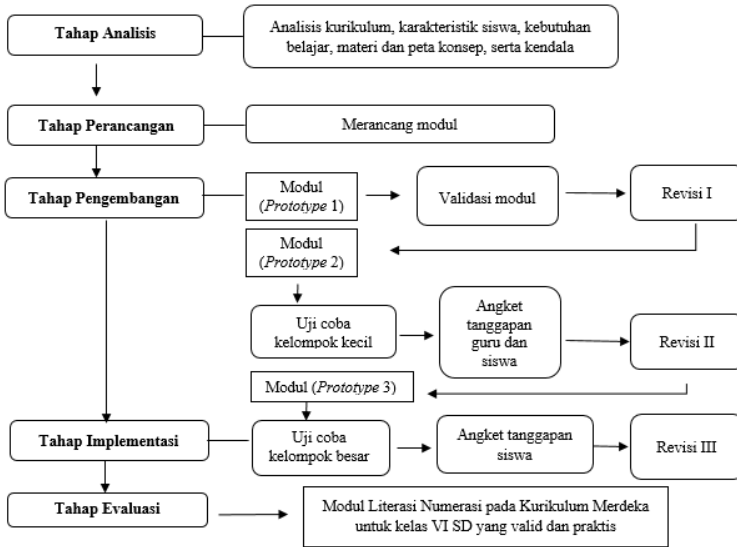 Tahap Analisis
Analisis kurikulum, karakteristik siswa, kebutuhan
belajar, materi dan peta konsep, serta kendala
Tahap Perancangan
Merancang modul
Tahap Pengembangan
Modul
(Prototype 1)
Validasi modul
Revisi I
Modul
(Prototype 2)
Uji coba
kelompok kecil
Angket
tanggapan
guru dan
siswa
Revisi II
Modul (Prototype 3)
Tahap Implementasi
Uji coba
kelompok besar
Angket tanggapan
siswa
Revisi III
Tahap Evaluasi
Modul Literasi Numerasi pada Kurikulum Merdeka
untuk kelas VI SD yang valid dan praktis